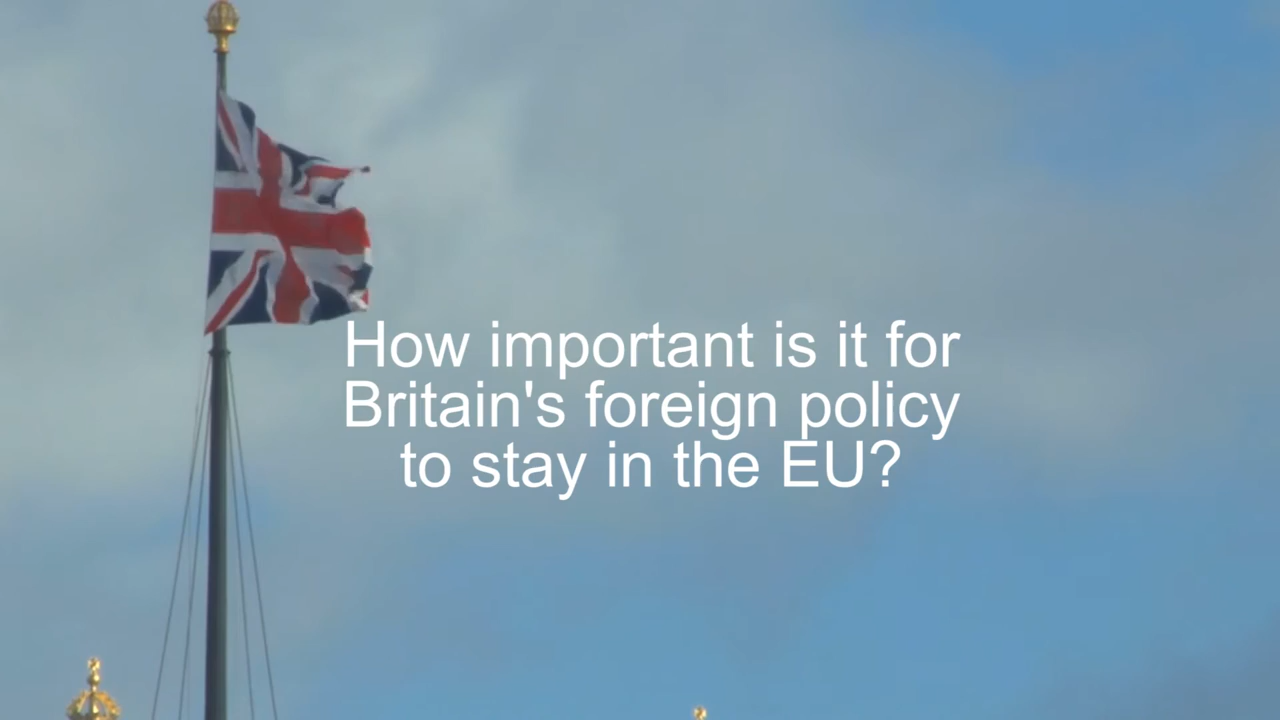 How important is it for
Britain's foreign policy
to stay in the EU?